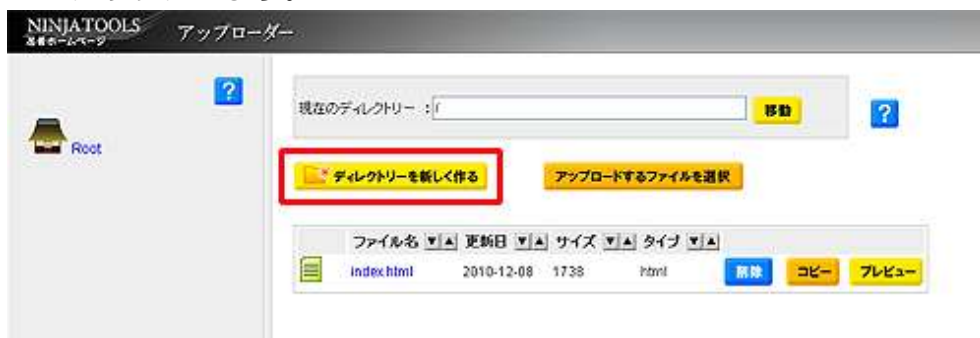 NINJATOOLS
忍者ホームページ
アップローダー
?
Root
現在のディレクトリー :/
移動
?
ディレクトリーを新しく作る
アップロードするファイルを選択
ファイル名 ▼▲ 更新日 ▼▲ サイズ ▼▲ タイプ ▼▲
index.html 2010-12-08 1738 html 削除 コピー プレビュー